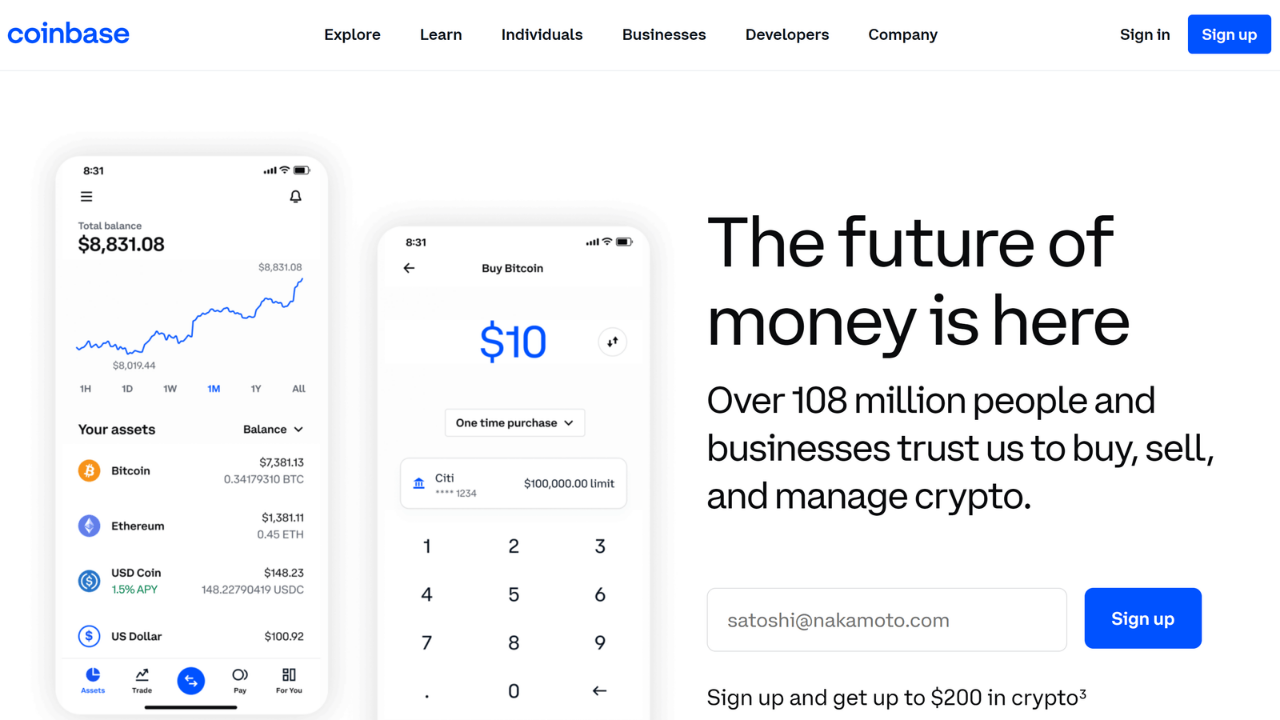 coinbase
Explore Learn Individuals Businesses Developers Company
Sign in Sign up
8:31
Total balance
$8,831.08
$8,831.08
$8,019.44
1H 1D 1W 1M 1Y All
Your assets Balance
Bitcoin $7,381.13
0.34179310 BTC
Ethereum $1,381.11
0.45 ETH
USD Coin $148.23
1.5% APY 148.22790419 USDC
US Dollar $100.92
Assets Trade Pay For You
8:31
Buy Bitcoin
$10
One time purchase
Citi
**** 1234
$100,000.00 limit
1 2 3
4 5 6
7 8 9
. 0
The future of
money is here
Over 108 million people and
businesses trust us to buy, sell,
and manage crypto.
satoshi@nakamoto.com
Sign up
Sign up and get up to $200 in crypto³